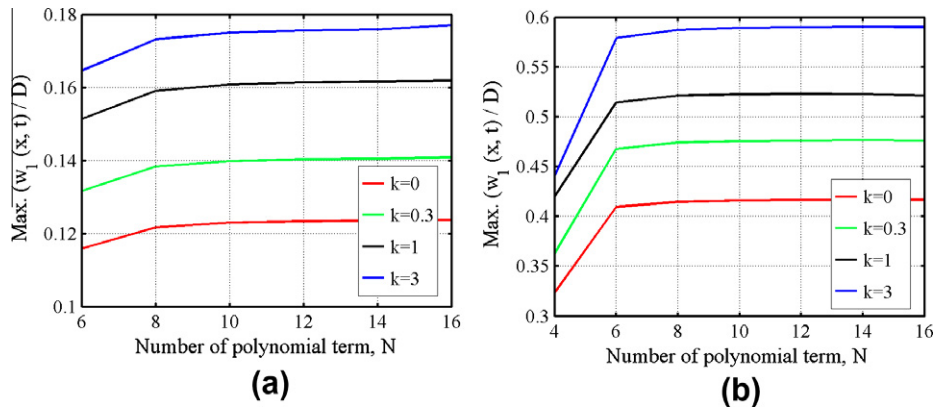 0.18
0.16
0.14
0.12
0.1
6
8
10
12
14
16
Max. (w1 (x, t) / D)
Number of polynomial term, N
k=0
k=0.3
k=1
k=3
(a)
0.6
0.55
0.5
0.45
0.4
0.35
0.3
4
6
8
10
12
14
16
Max. (w1 (x, t) / D)
Number of polynomial term, N
k=0
k=0.3
k=1
k=3
(b)